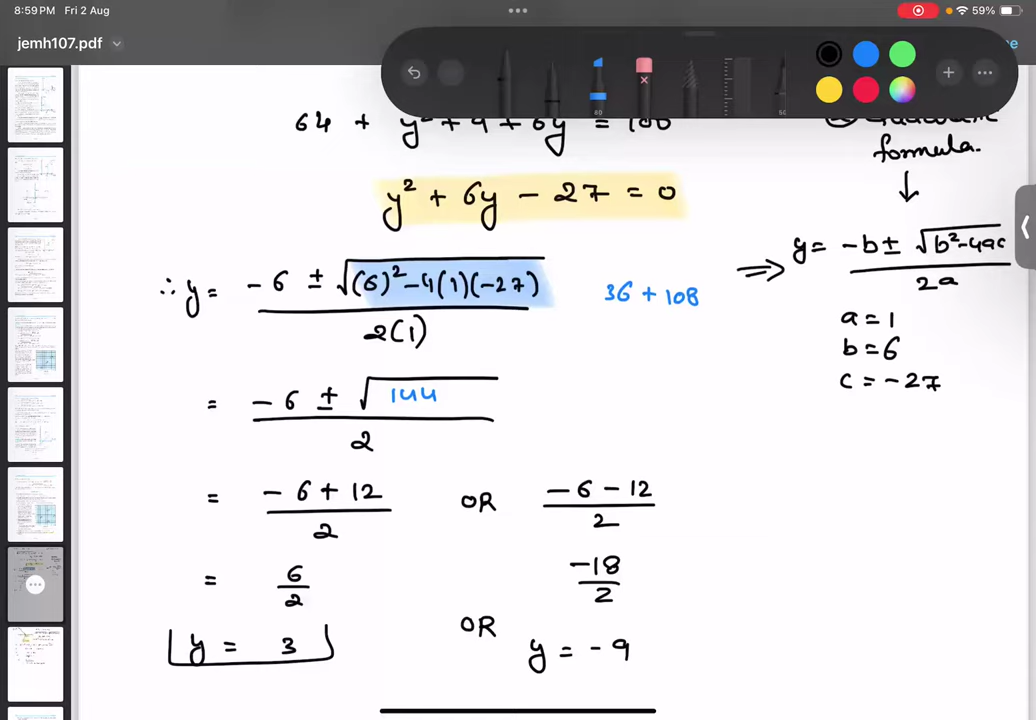 8:59 PM Fri 2 Aug
59%
jemh107.pdf
80
50
64 + y² + 9 + 6y = 100
formula.
y² + 6y - 27 = 0
y = -b ± √b²-4ac / 2a
∴ y = -6 ± √(6)² -4(1)(-27) / 2(1)
36 + 108
a = 1
b = 6
c = -27
= -6 ± √144 / 2
= -6 + 12 / 2 OR -6 - 12 / 2
= 6/2
-18/2
y = 3 OR y = -9